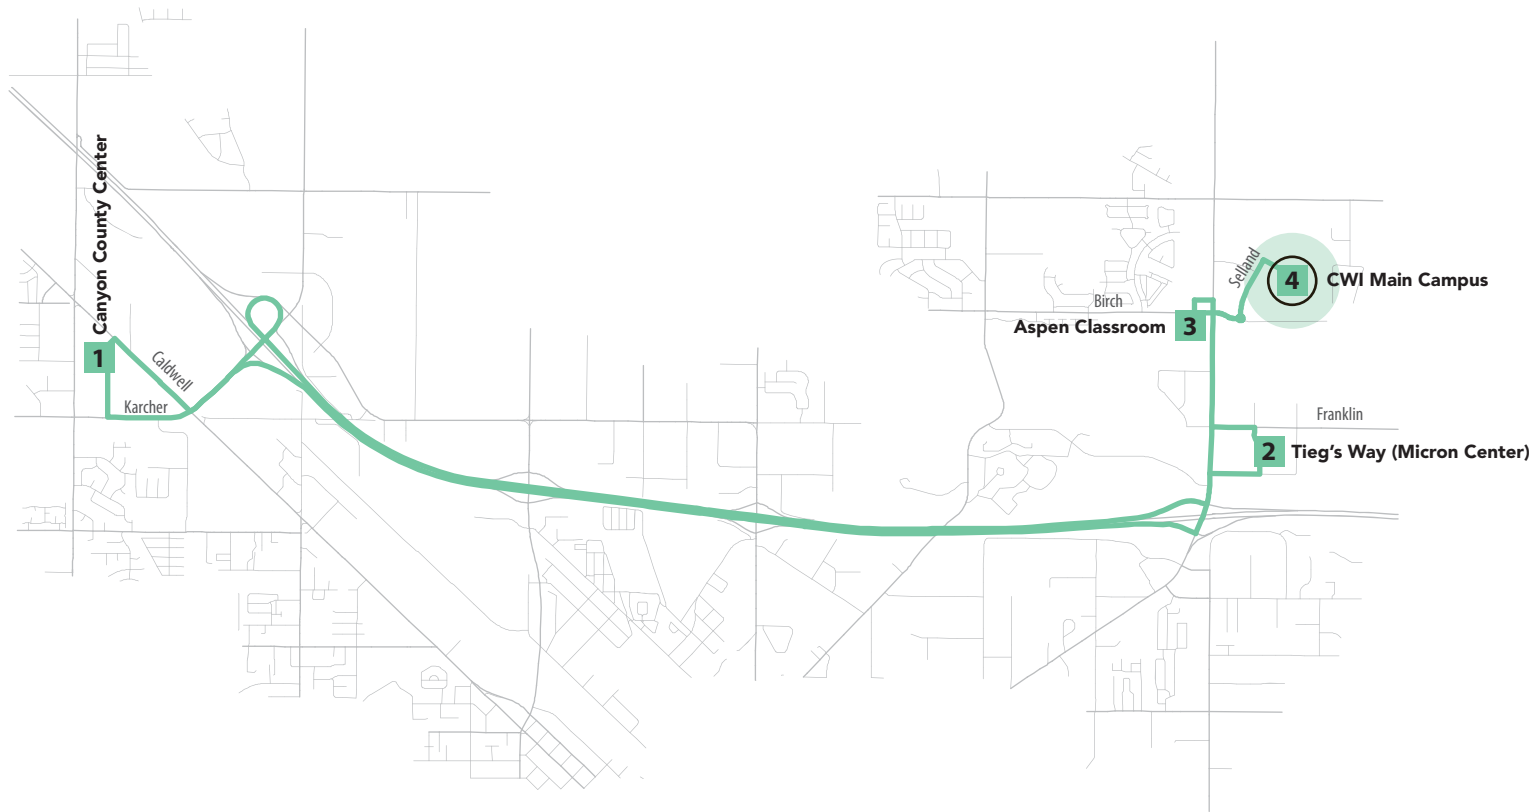 Canyon County Center
1
Caldwell
Karcher
Selland
4
CWI Main Campus
Birch
Aspen Classroom
3
Franklin
2
Tieg's Way (Micron Center)